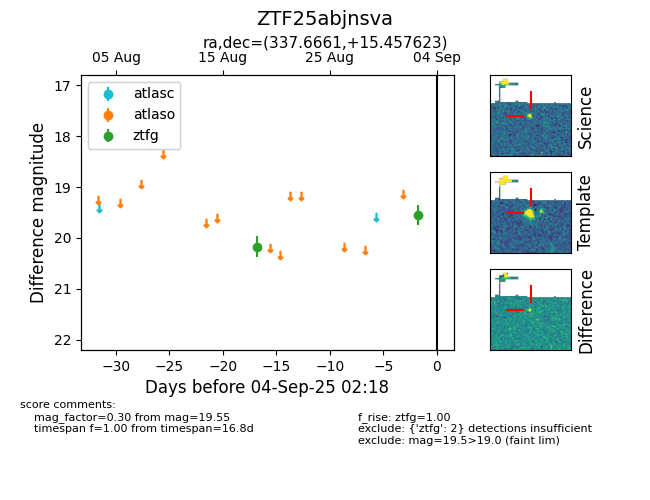 ZTF25abjnsva
ra,dec=(337.6661,+15.457623)
05 Aug 15 Aug 25 Aug 04 Sep
atlasc
atlaso
ztfg
17
18
19
20
21
22
Difference magnitude
−30 −25 −20 −15 −10 −5 0
Days before 04-Sep-25 02:18
Science
Template
Difference
score comments:
mag_factor=0.30 from mag=19.55
timespan f=1.00 from timespan=16.8d
f_rise: ztfg=1.00
exclude: {'ztfg': 2} detections insufficient
exclude: mag=19.5>19.0 (faint lim)